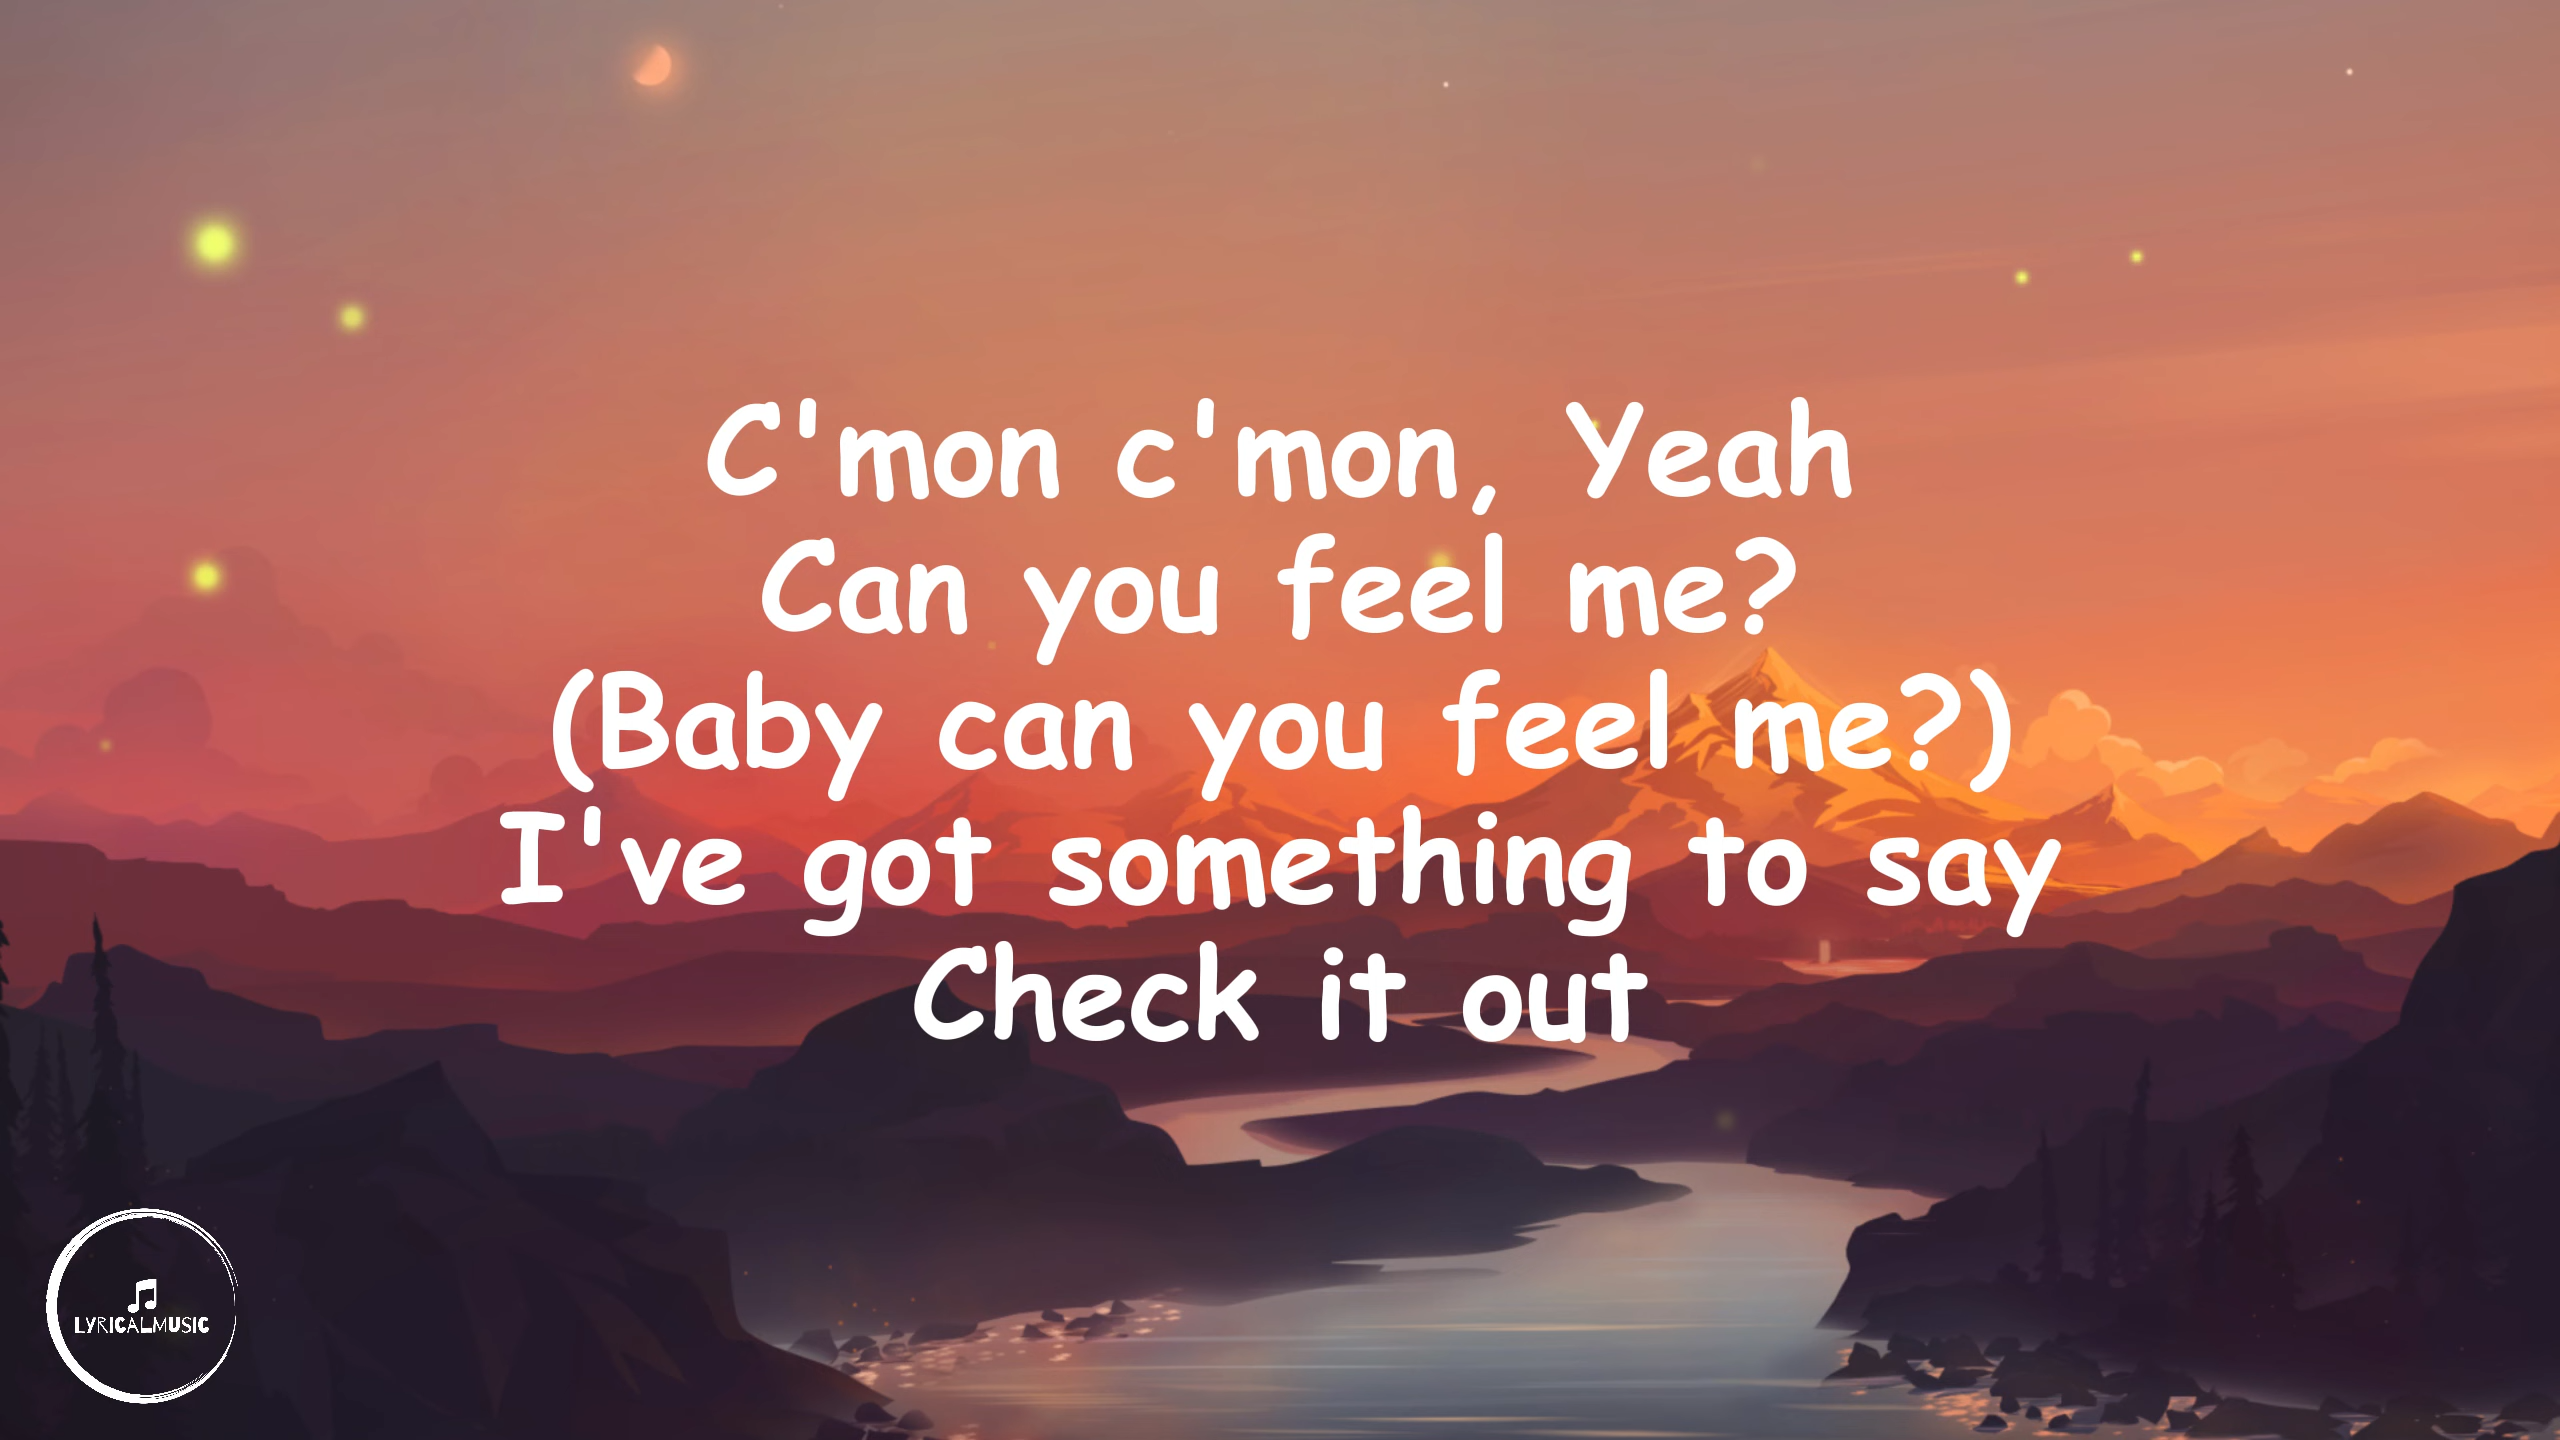 C'mon c'mon, Yeah
Can you feel me?
(Baby can you feel me?)
I've got something to say
Check it out
LYRICALMUSIC